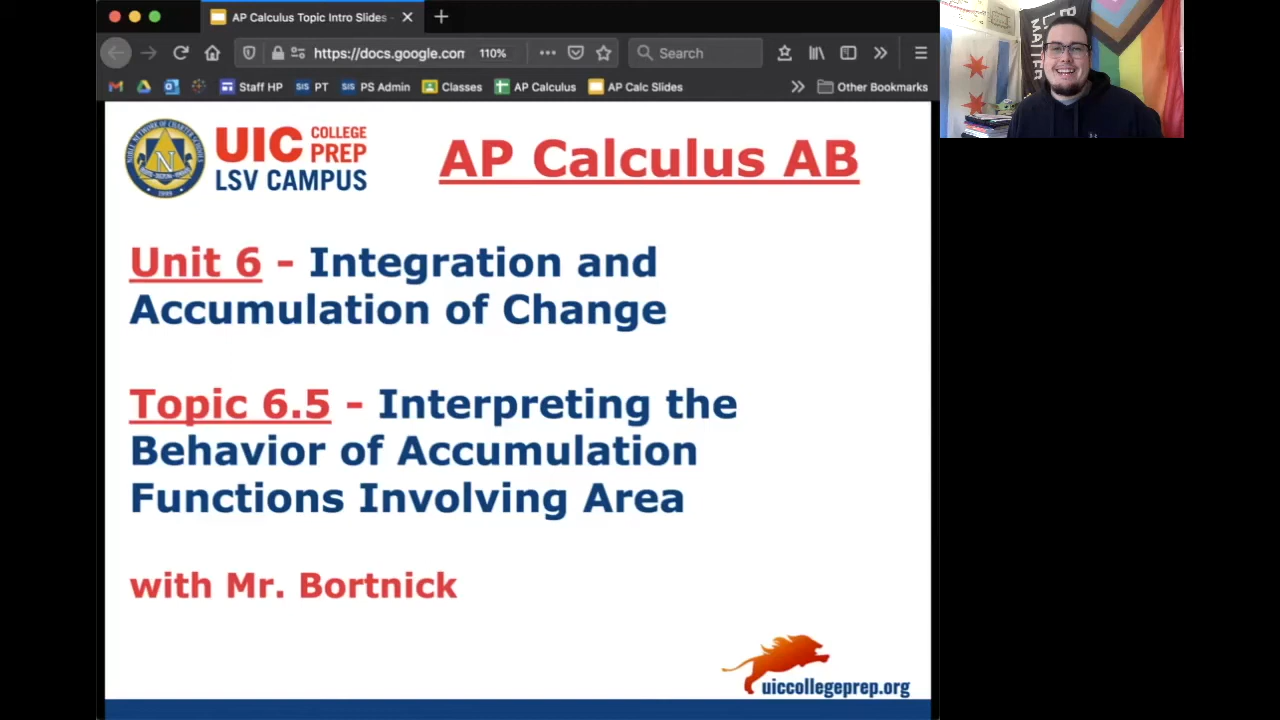 AP Calculus Topic Intro Slides -
https://docs.google.com
110%
Search
Staff HP
SIS PT
SIS PS Admin
Classes
AP Calculus
AP Calc Slides
Other Bookmarks
UIC COLLEGE PREP
LSV CAMPUS
AP Calculus AB
Unit 6 - Integration and
Accumulation of Change
Topic 6.5 - Interpreting the
Behavior of Accumulation
Functions Involving Area
with Mr. Bortnick
uiccollegeprep.org